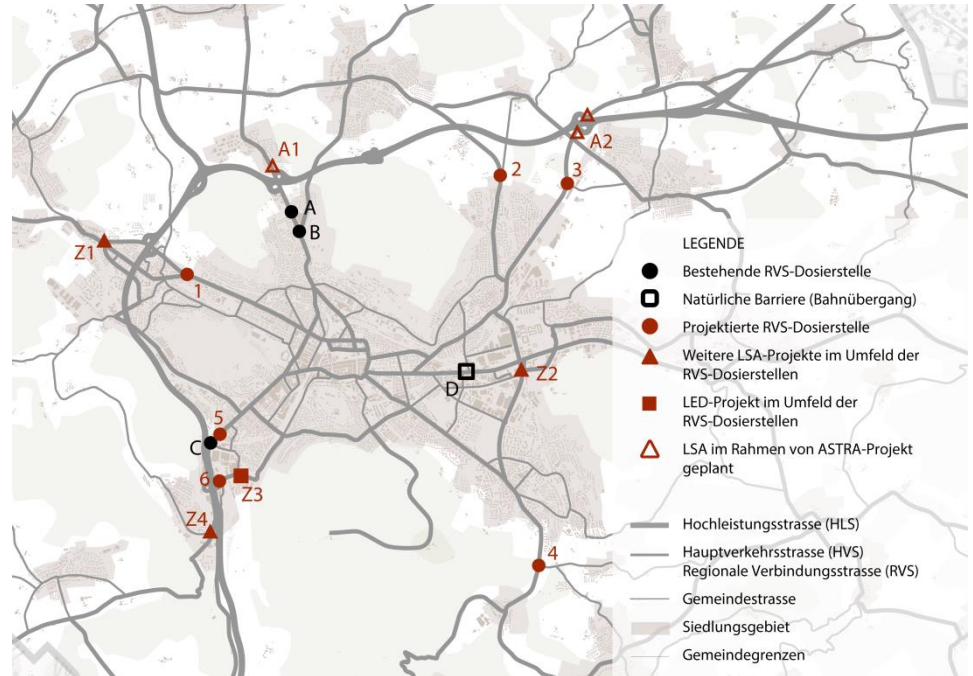 A1
A2
2
3
A
B
Z1
1
D
Z2
5
C
6
Z3
Z4
4
LEGENDE
Bestehende RVS-Dosierstelle
Natürliche Barriere (Bahnübergang)
Projektierte RVS-Dosierstelle
Weitere LSA-Projekte im Umfeld der
RVS-Dosierstellen
LED-Projekt im Umfeld der
RVS-Dosierstellen
LSA im Rahmen von ASTRA-Projekt
geplant
Hochleistungsstrasse (HLS)
Hauptverkehrsstrasse (HVS)
Regionale Verbindungsstrasse (RVS)
Gemeindestrasse
Siedlungsgebiet
Gemeindegrenzen